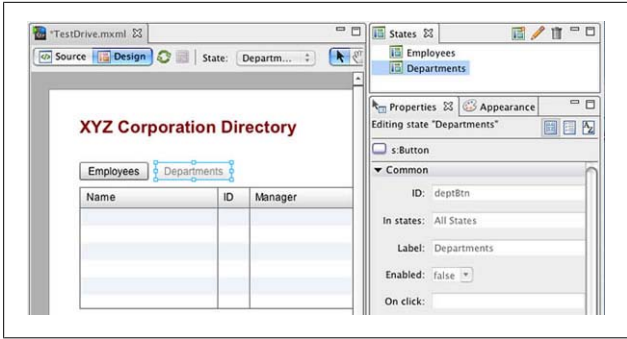 *TestDrive.mxml
Source Design State: Departm...
XYZ Corporation Directory
Employees Departments
Name ID Manager
States
Employees
Departments
Properties Appearance
Editing state "Departments"
s:Button
Common
ID: deptBtn
In states: All States
Label: Departments
Enabled: false
On click: